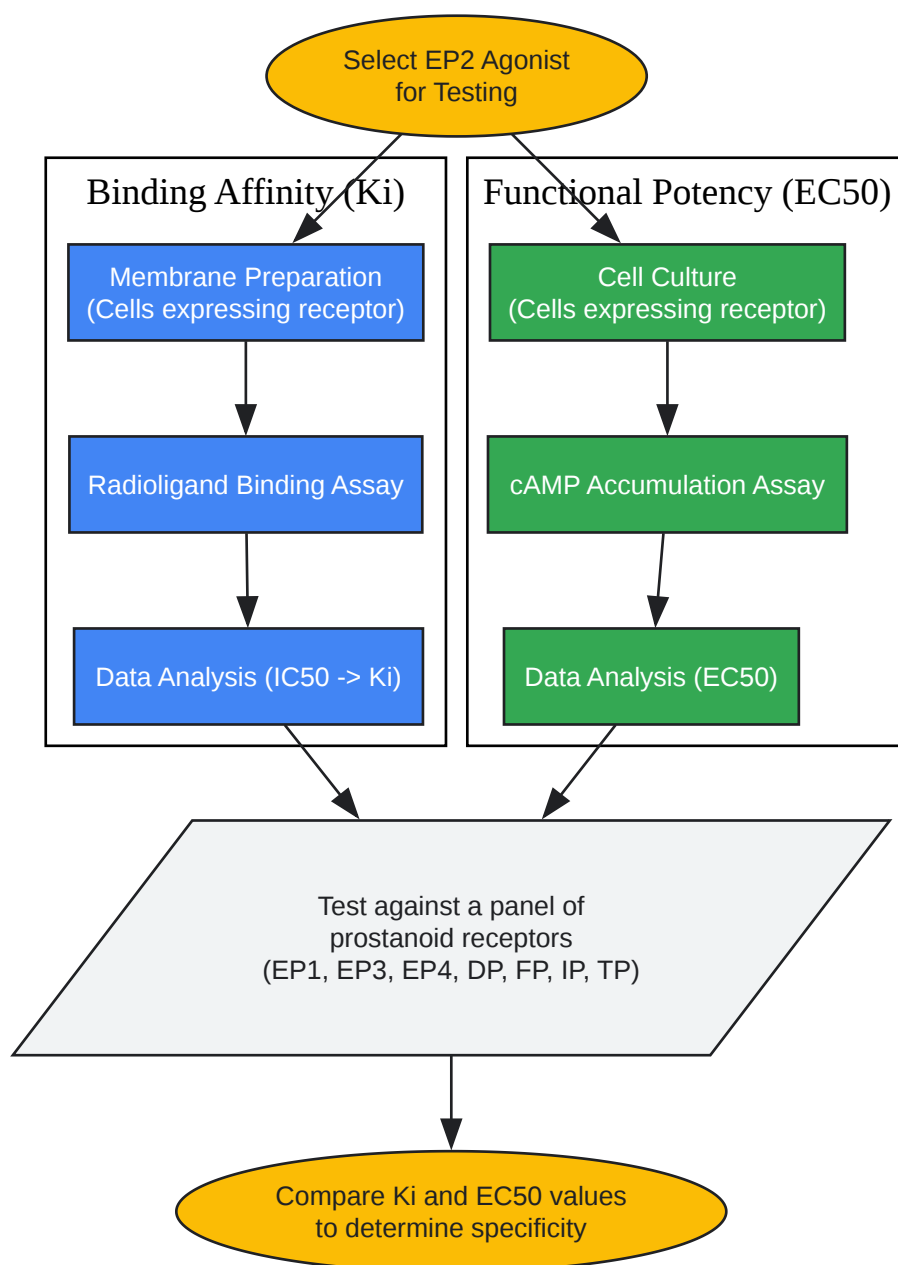 Select EP2 Agonist
for Testing
Binding Affinity (Ki)
Functional Potency (EC50)
Membrane Preparation
(Cells expressing receptor)
Cell Culture
(Cells expressing receptor)
Radioligand Binding Assay
cAMP Accumulation Assay
Data Analysis (IC50 -> Ki)
Data Analysis (EC50)
Test against a panel of
prostanoid receptors
(EP1, EP3, EP4, DP, FP, IP, TP)
Compare Ki and EC50 values
to determine specificity